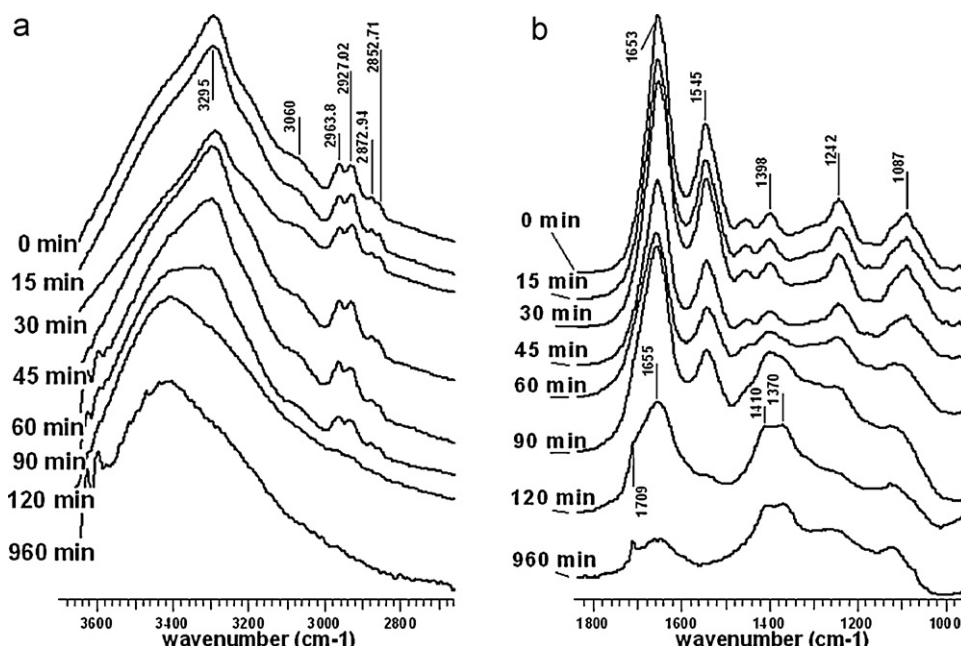 a
3295
3060
2963.8
2927.02
2872.94
2852.71
0 min
15 min
30 min
45 min
60 min
90 min
120 min
960 min
3600 3400 3200 3000 2800
wavenumber (cm-1)
b
1653
1545
1398
1242
1087
0 min
15 min
30 min
45 min
60 min
1655
1410
1370
90 min
120 min
1709
960 min
1800 1600 1400 1200 1000
wavenumber (cm-1)